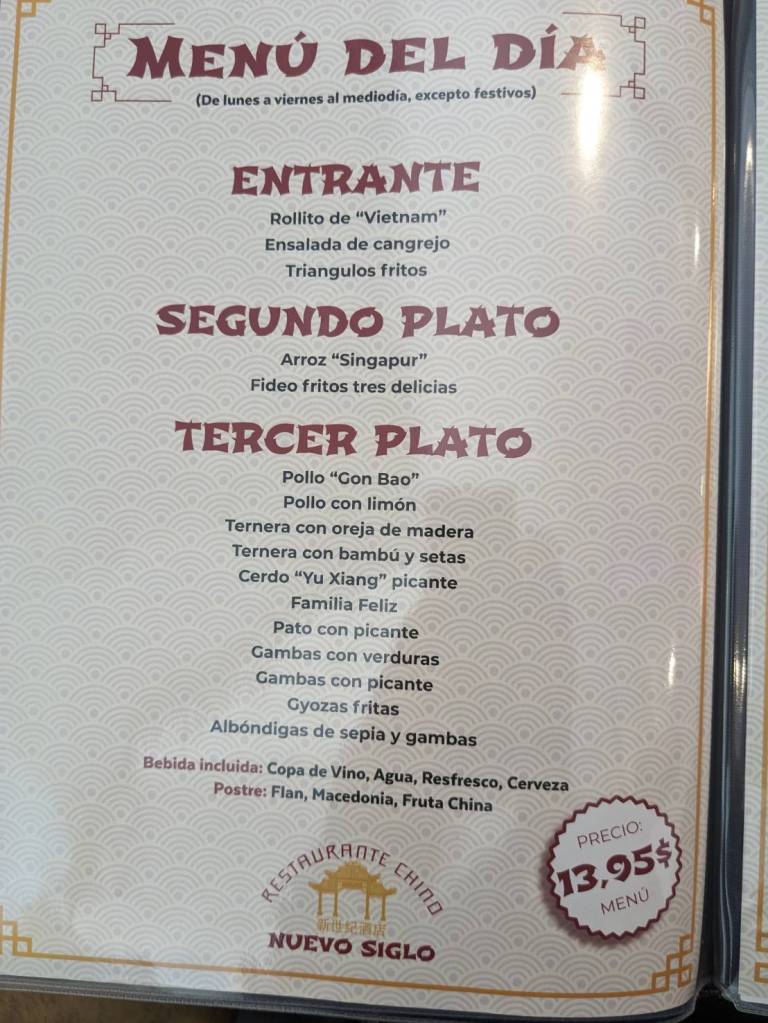 MENÚ DEL DÍA
(De lunes a viernes al mediodía, excepto festivos)
ENTRANTE
Rollito de “Vietnam”
Ensalada de cangrejo
Triangulos fritos
SEGUNDO PLATO
Arroz “Singapur”
Fideo fritos tres delicias
TERCER PLATO
Pollo “Gon Bao”
Pollo con limón
Ternera con oreja de madera
Ternera con bambú y setas
Cerdo “Yu Xiang” picante
Familia Feliz
Pato con picante
Gambas con verduras
Gambas con picante
Gyozas fritas
Albóndigas de sepia y gambas
Bebida incluida: Copa de Vino, Agua, Resfresco, Cerveza
Postre: Flan, Macedonia, Fruta China
PRECIO:
13,95$
MENÚ
RESTAURANTE CHINO
新世纪酒店
NUEVO SIGLO